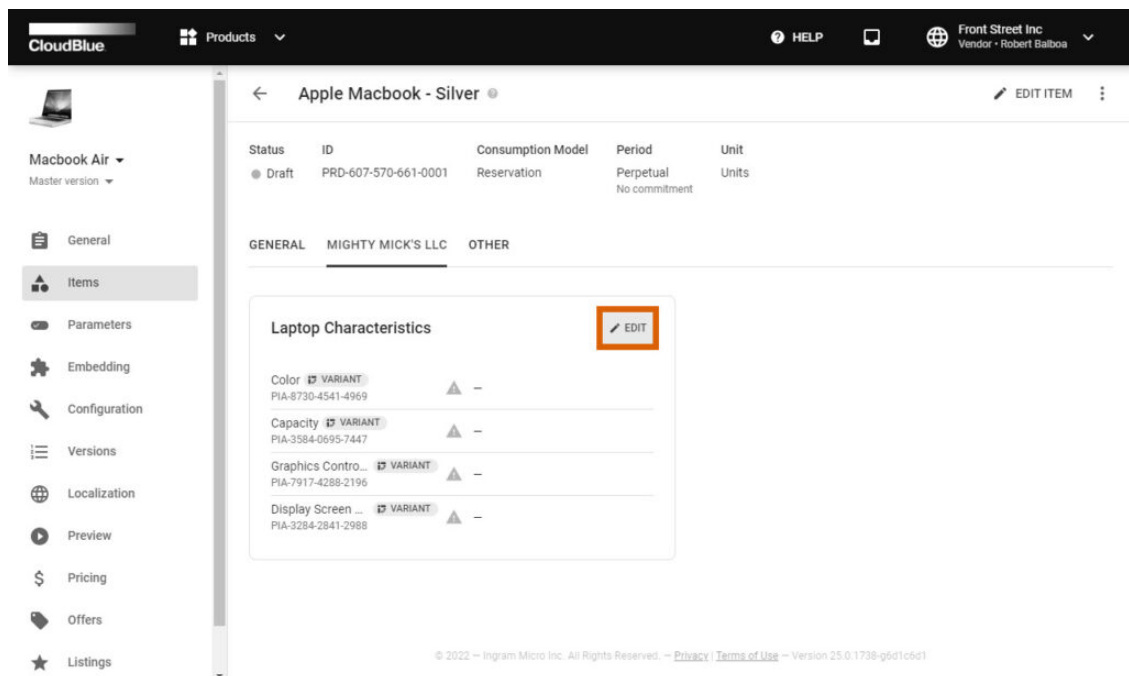 CloudBlue
Products
HELP
Front Street Inc
Vendor • Robert Balboa
Macbook Air
Master version
General
Items
Parameters
Embedding
Configuration
Versions
Localization
Preview
Pricing
Offers
Listings
Apple Macbook - Silver
EDIT ITEM
Status ID Consumption Model Period Unit
Draft PRD-607-570-661-0001 Reservation Perpetual Units
No commitment
GENERAL MIGHTY MICK'S LLC OTHER
Laptop Characteristics
EDIT
Color VARIANT
PIA-8730-4541-4969
–
Capacity VARIANT
PIA-3584-0695-7447
–
Graphics Contro... VARIANT
PIA-7917-4288-2196
–
Display Screen ... VARIANT
PIA-3284-2841-2988
–
© 2022 – Ingram Micro Inc. All Rights Reserved. – Privacy | Terms of Use – Version 25.0.1738-g6d1c6d1